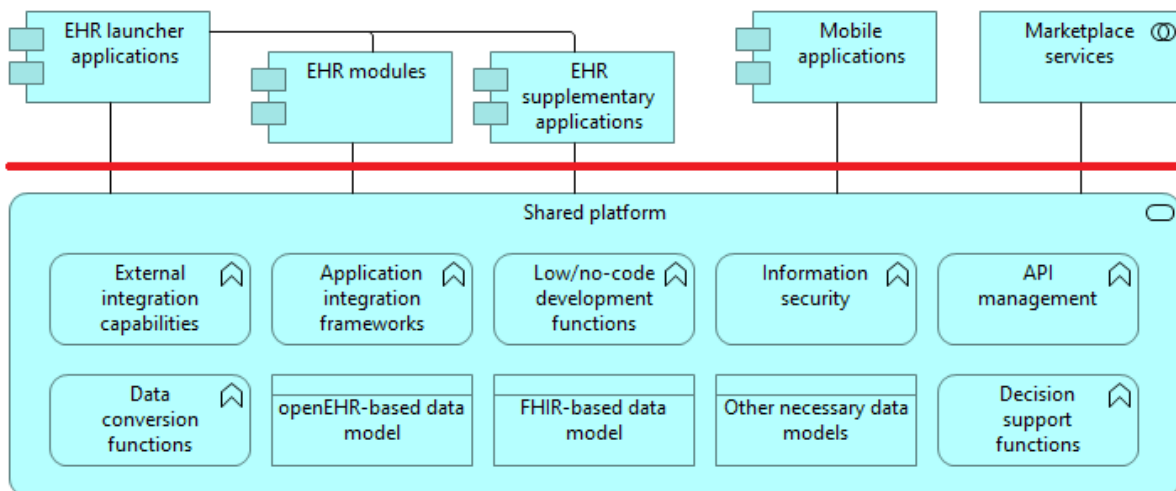 EHR launcher
applications
EHR modules
EHR
supplementary
applications
Mobile
applications
Marketplace
services
Shared platform
External
integration
capabilities
Application
integration
frameworks
Low/no-code
development
functions
Information
security
API
management
Data
conversion
functions
openEHR-based data
model
FHIR-based data
model
Other necessary data
models
Decision
support
functions